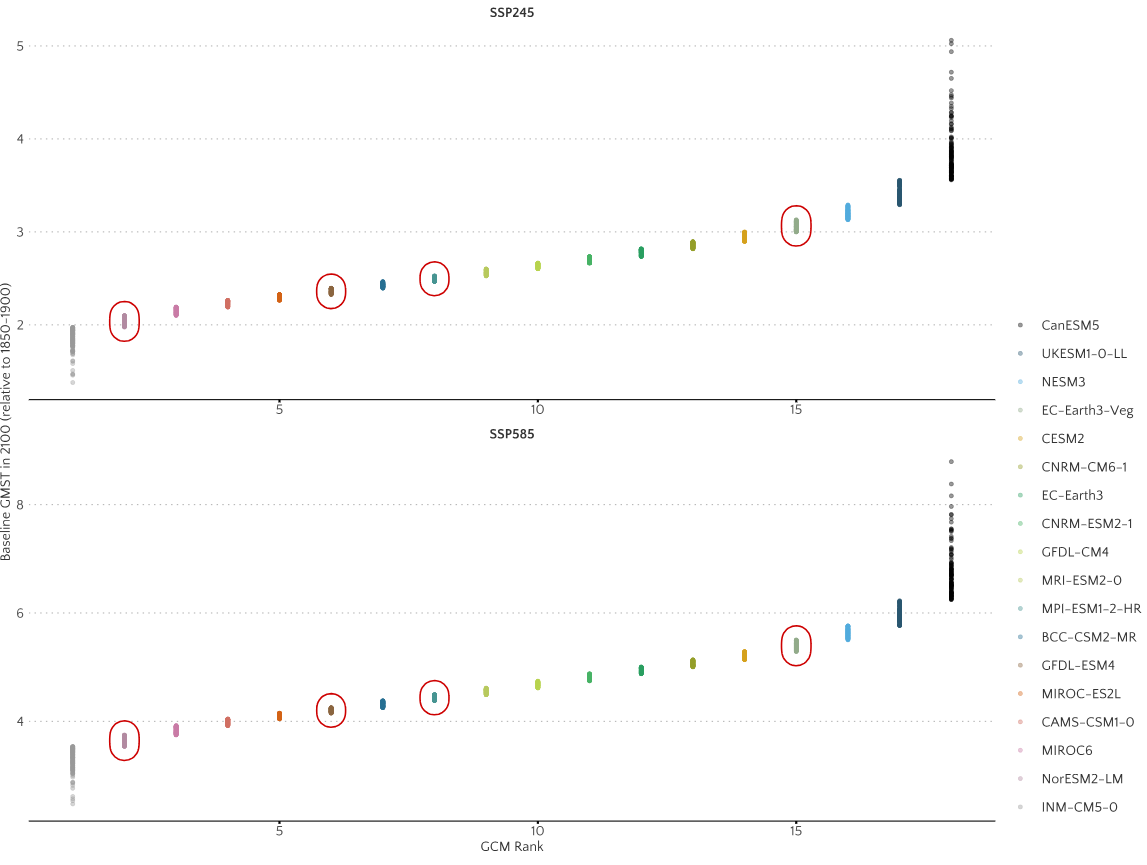 SSP245
5
4
3
2
5
10
15
SSP585
8
6
4
5
10
15
GCM Rank
Baseline GMST in 2100 (relative to 1850-1900)
CanESM5
UKESM1-0-LL
NESM3
EC-Earth3-Veg
CESM2
CNRM-CM6-1
EC-Earth3
CNRM-ESM2-1
GFDL-CM4
MRI-ESM2-0
MPI-ESM1-2-HR
BCC-CSM2-MR
GFDL-ESM4
MIROC-ES2L
CAMS-CSM1-0
MIROC6
NorESM2-LM
INM-CM5-0